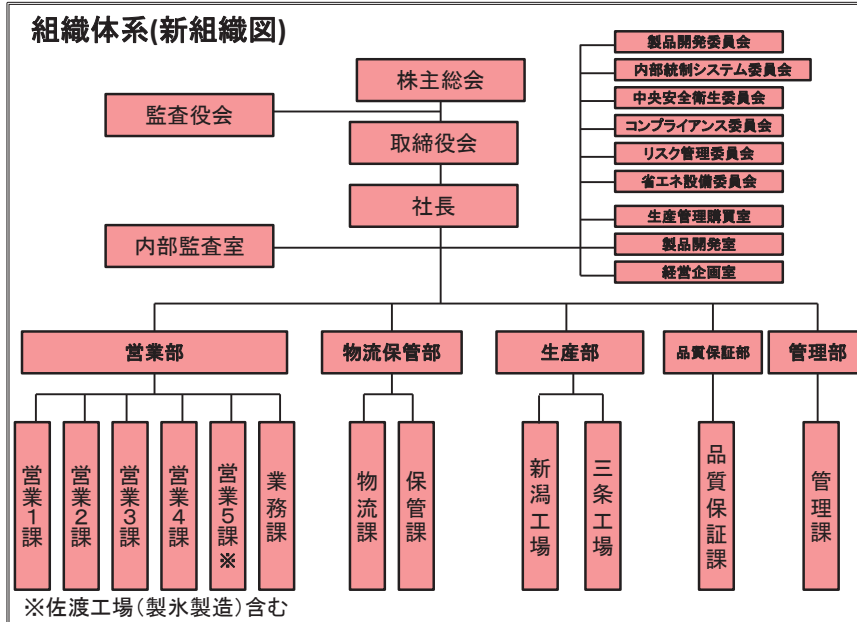 組織体系(新組織図)
株主総会
監査役会
取締役会
社長
内部監査室
製品開発委員会
内部統制システム委員会
中央安全衛生委員会
コンプライアンス委員会
リスク管理委員会
省エネ設備委員会
生産管理購買室
製品開発室
経営企画室
営業部
物流保管部
生産部
品質保証部
管理部
営業1課
営業2課
営業3課
営業4課
営業5課※
業務課
物流課
保管課
新潟工場
三条工場
品質保証課
管理課
※佐渡工場(製氷製造)含む